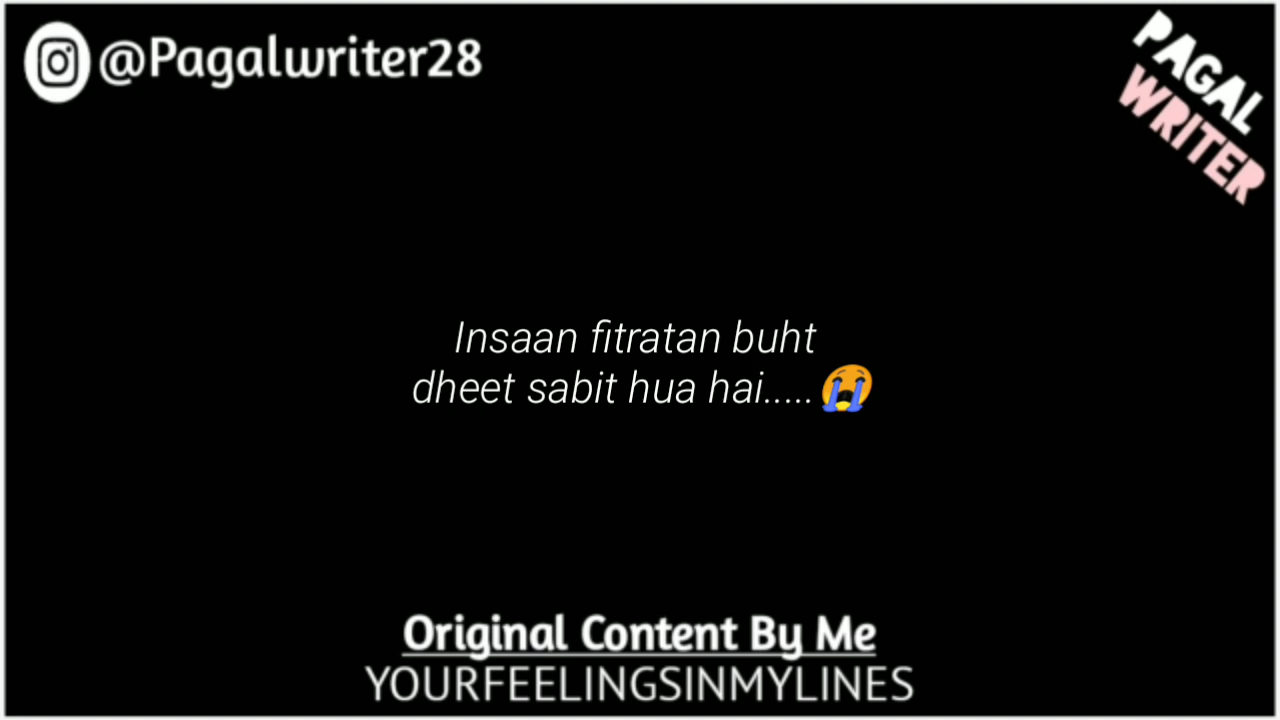 @Pagalwriter28
PAGAL
WRITER
Insaan fitratan buht
dheet sabit hua hai.....😭
Original Content By Me
YOURFEELINGSINMYLINES